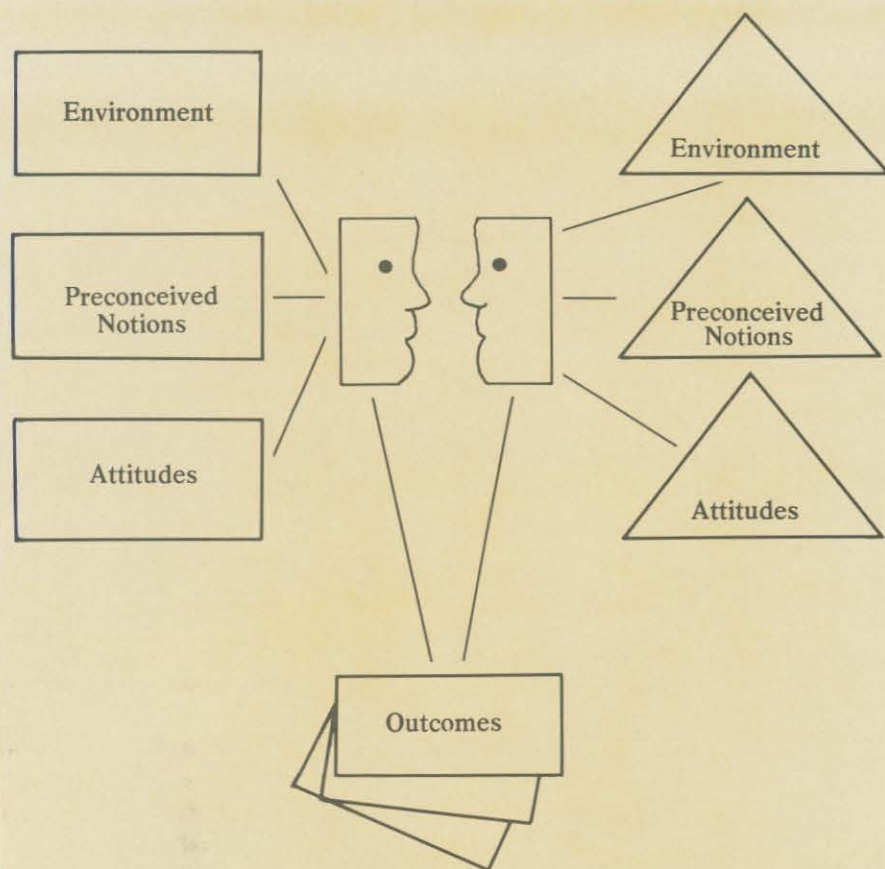 Environment
Preconceived
Notions
Attitudes
Environment
Preconceived
Notions
Attitudes
Outcomes